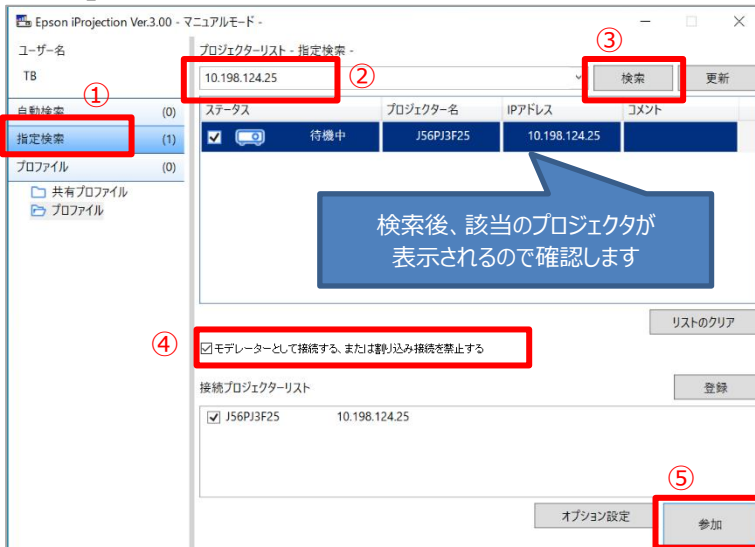 Epson iProjection Ver.3.00 - マニュアルモード -
ユーザー名
TB
①
自動検索 (0)
指定検索 (1)
プロファイル (0)
共有プロファイル
プロファイル
プロジェクターリスト - 指定検索 -
③
10.198.124.25
②
検索
更新
ステータス プロジェクター名 IPアドレス コメント
待機中 J56PJ3F25 10.198.124.25
検索後、該当のプロジェクタが
表示されるので確認します
リストのクリア
④
モデレーターとして接続する、または割り込み接続を禁止する
接続プロジェクターリスト
登録
J56PJ3F25 10.198.124.25
⑤
オプション設定
参加